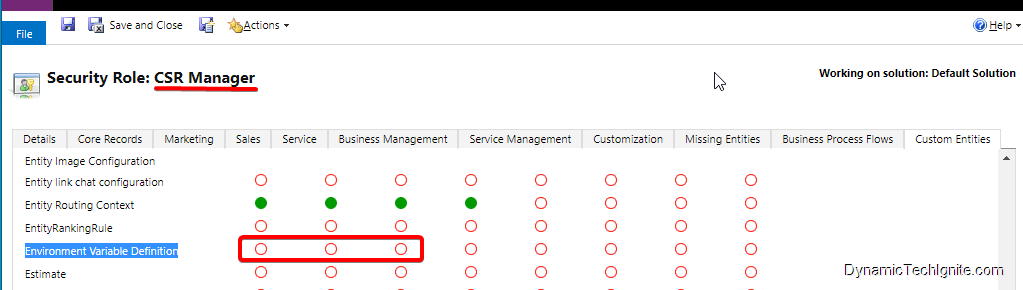 File
Save and Close
Actions
Help
Security Role: CSR Manager
Working on solution: Default Solution
Details Core Records Marketing Sales Service Business Management Service Management Customization Missing Entities Business Process Flows Custom Entities
Entity Image Configuration
Entity link chat configuration
Entity Routing Context
EntityRankingRule
Environment Variable Definition
Estimate
DynamicTechIgnite.com